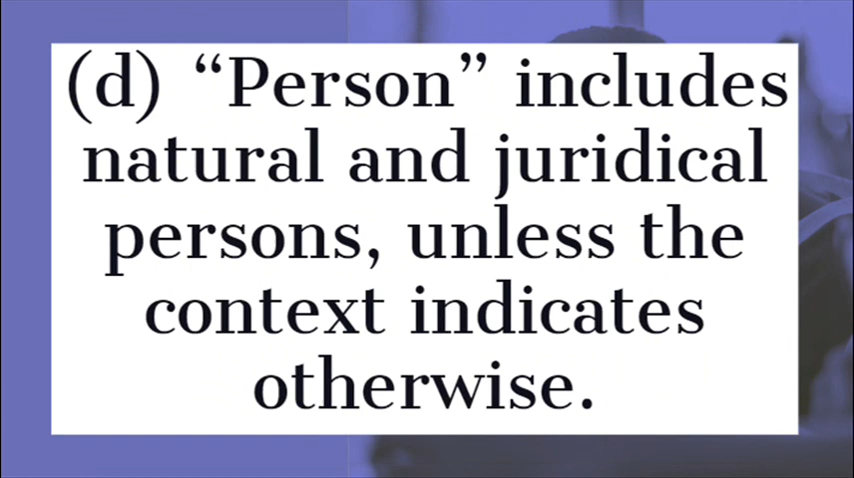 (d) “Person” includes
natural and juridical
persons, unless the
context indicates
otherwise.